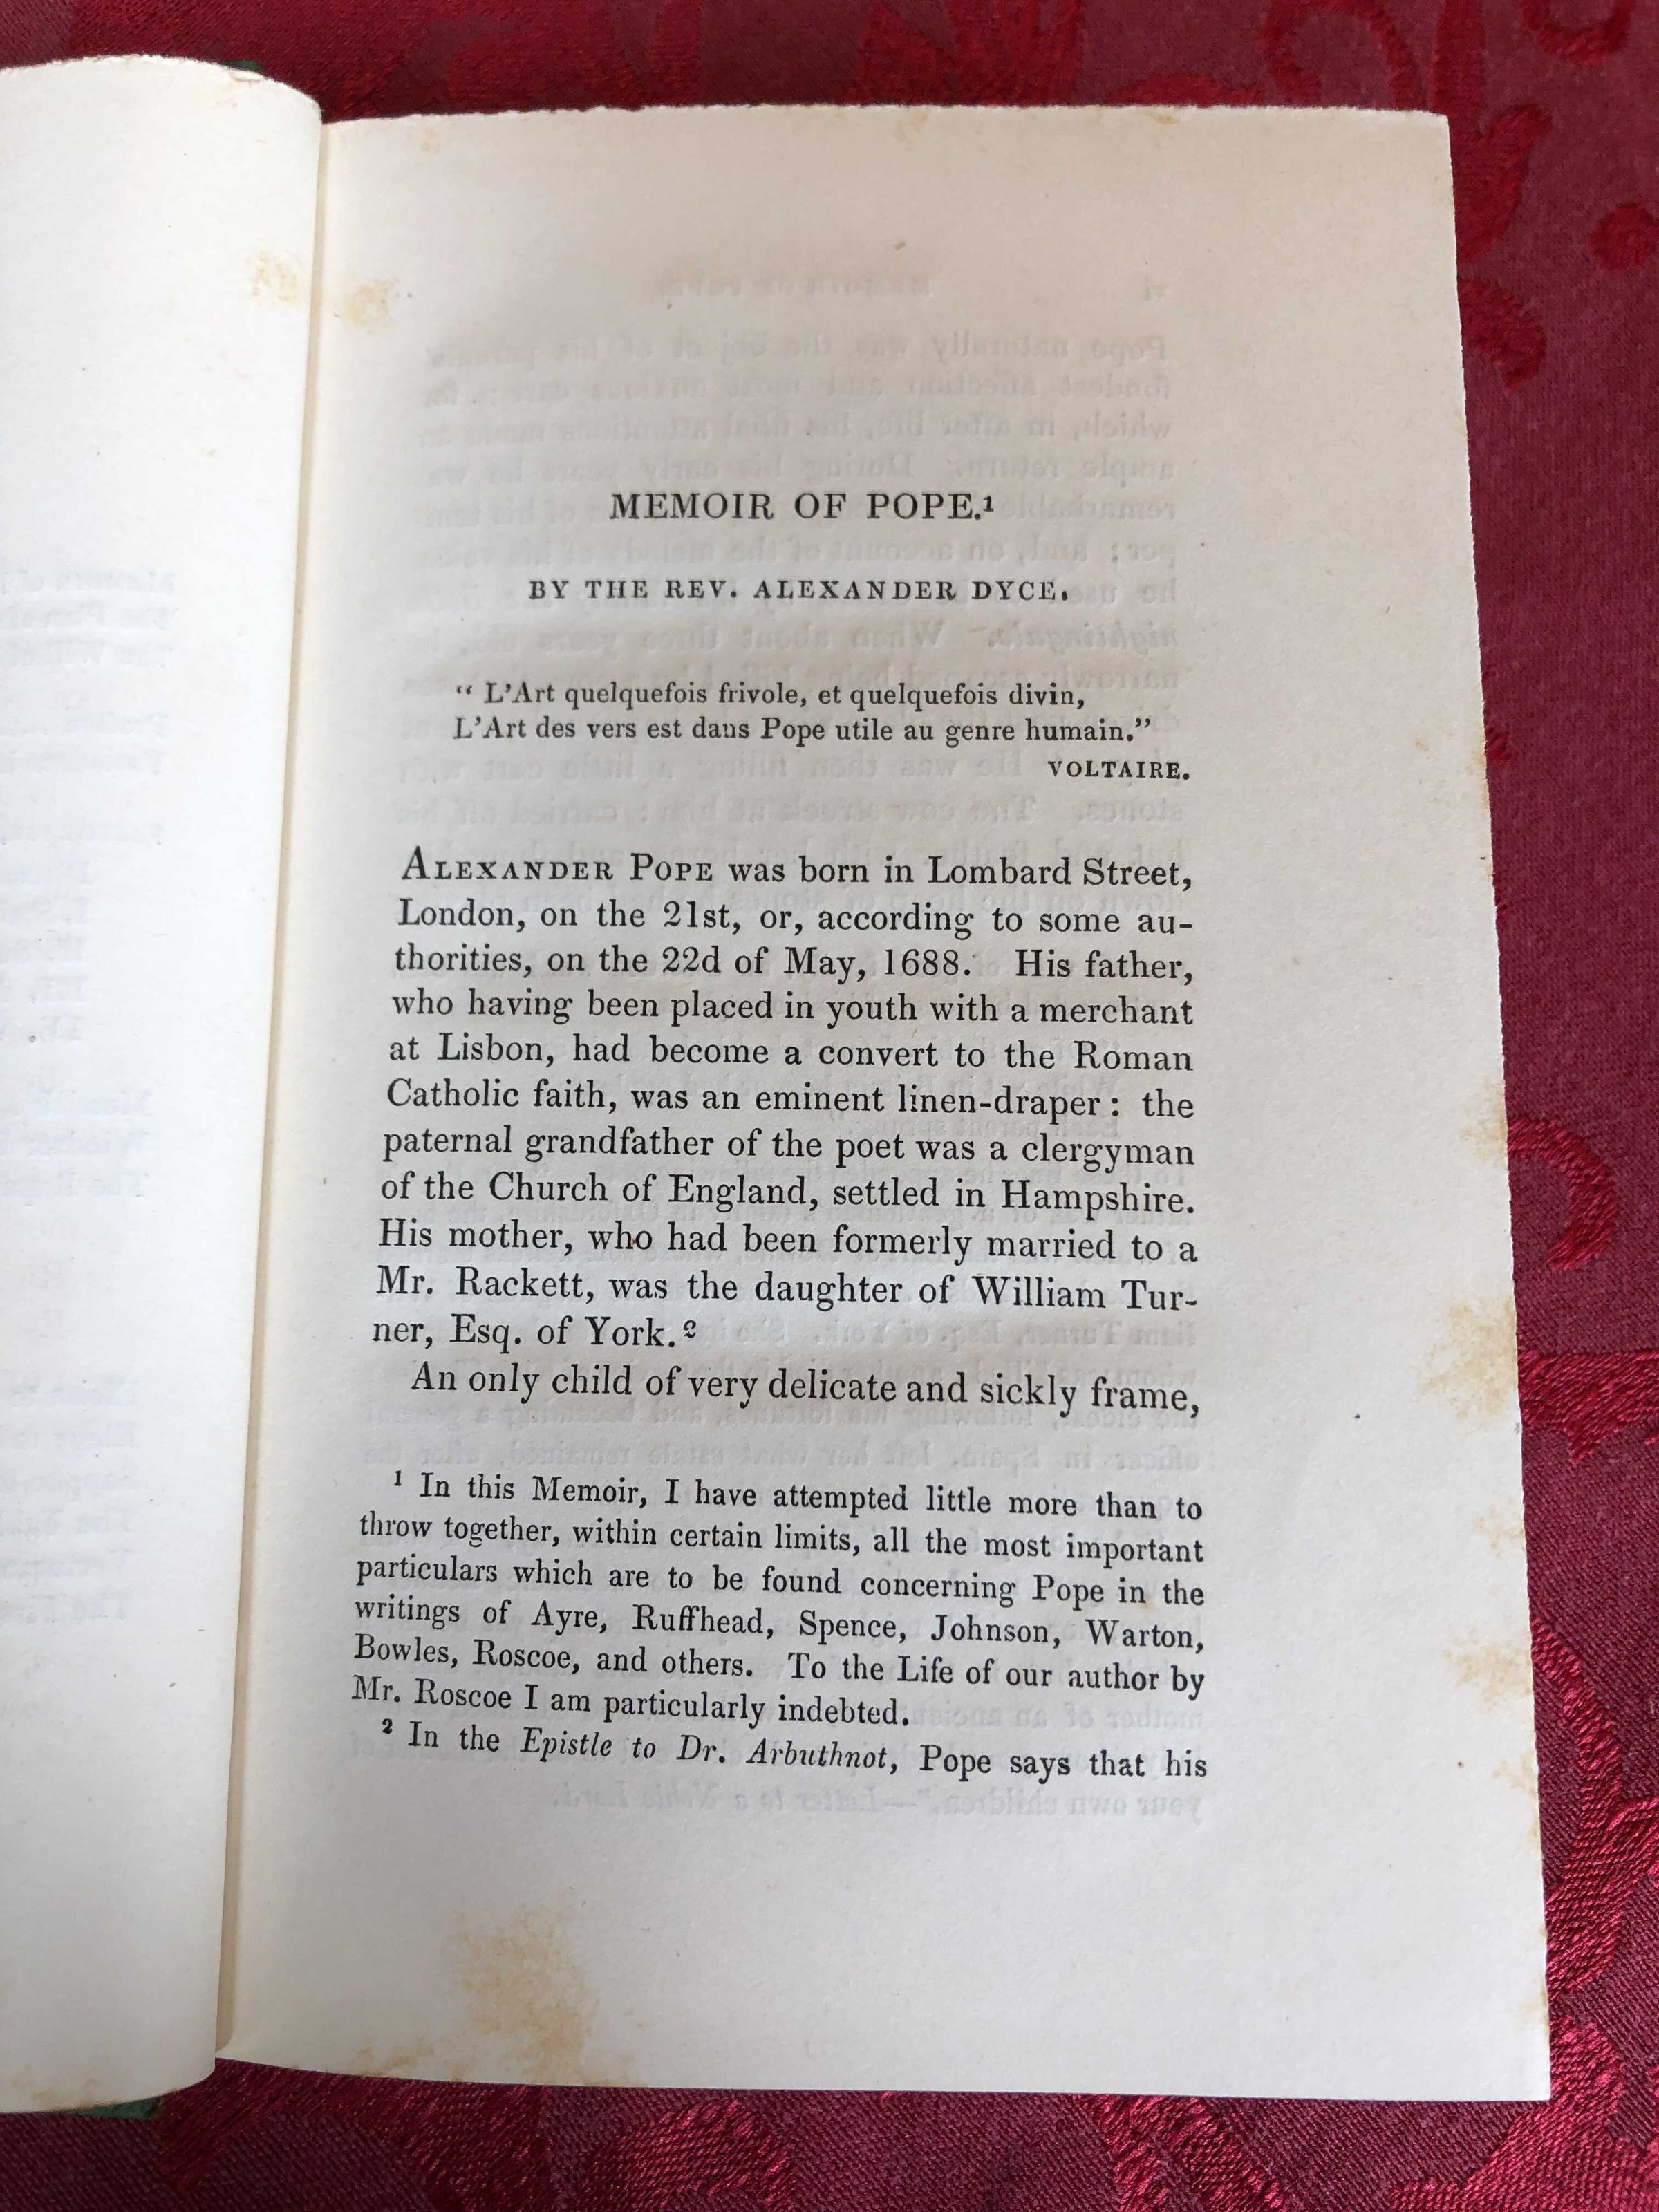 MEMOIR OF POPE.¹
BY THE REV. ALEXANDER DYCE.
“ L’Art quelquefois frivole, et quelquefois divin,
L’Art des vers est dans Pope utile au genre humain.”
VOLTAIRE.
ALEXANDER POPE was born in Lombard Street,
London, on the 21st, or, according to some au-
thorities, on the 22d of May, 1688. His father,
who having been placed in youth with a merchant
at Lisbon, had become a convert to the Roman
Catholic faith, was an eminent linen-draper : the
paternal grandfather of the poet was a clergyman
of the Church of England, settled in Hampshire.
His mother, who had been formerly married to a
Mr. Rackett, was the daughter of William Tur-
ner, Esq. of York.²
An only child of very delicate and sickly frame,
¹ In this Memoir, I have attempted little more than to
throw together, within certain limits, all the most important
particulars which are to be found concerning Pope in the
writings of Ayre, Ruffhead, Spence, Johnson, Warton,
Bowles, Roscoe, and others. To the Life of our author by
Mr. Roscoe I am particularly indebted.
² In the Epistle to Dr. Arbuthnot, Pope says that his